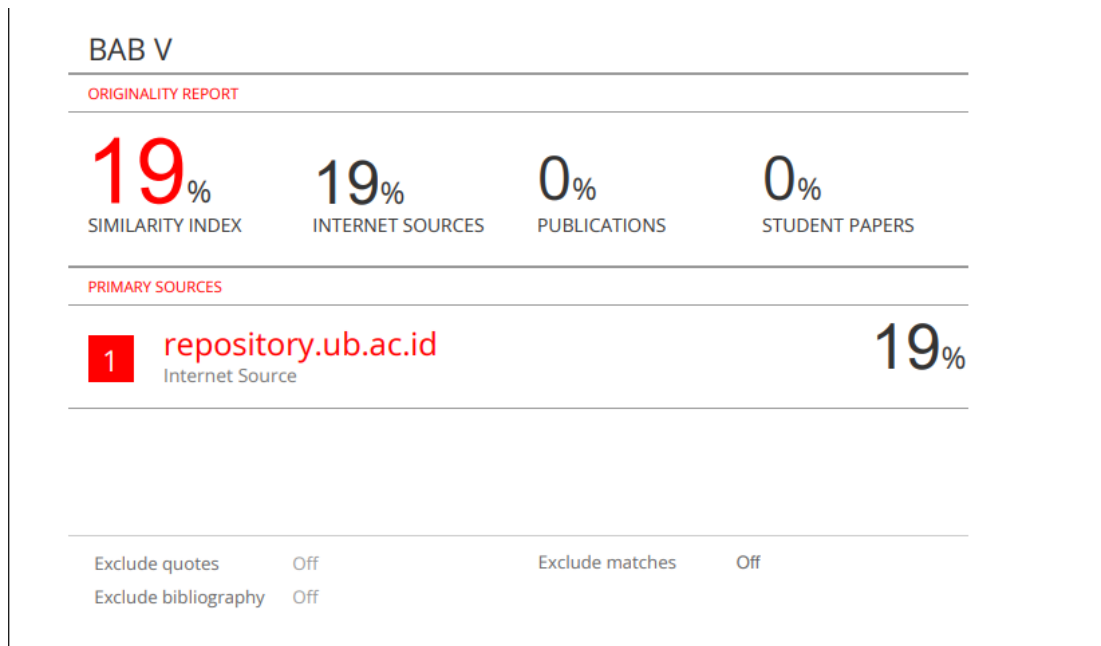 BAB V
ORIGINALITY REPORT
19% 19% 0% 0%
SIMILARITY INDEX INTERNET SOURCES PUBLICATIONS STUDENT PAPERS
PRIMARY SOURCES
1 repository.ub.ac.id 19%
Internet Source
Exclude quotes Off Exclude matches Off
Exclude bibliography Off